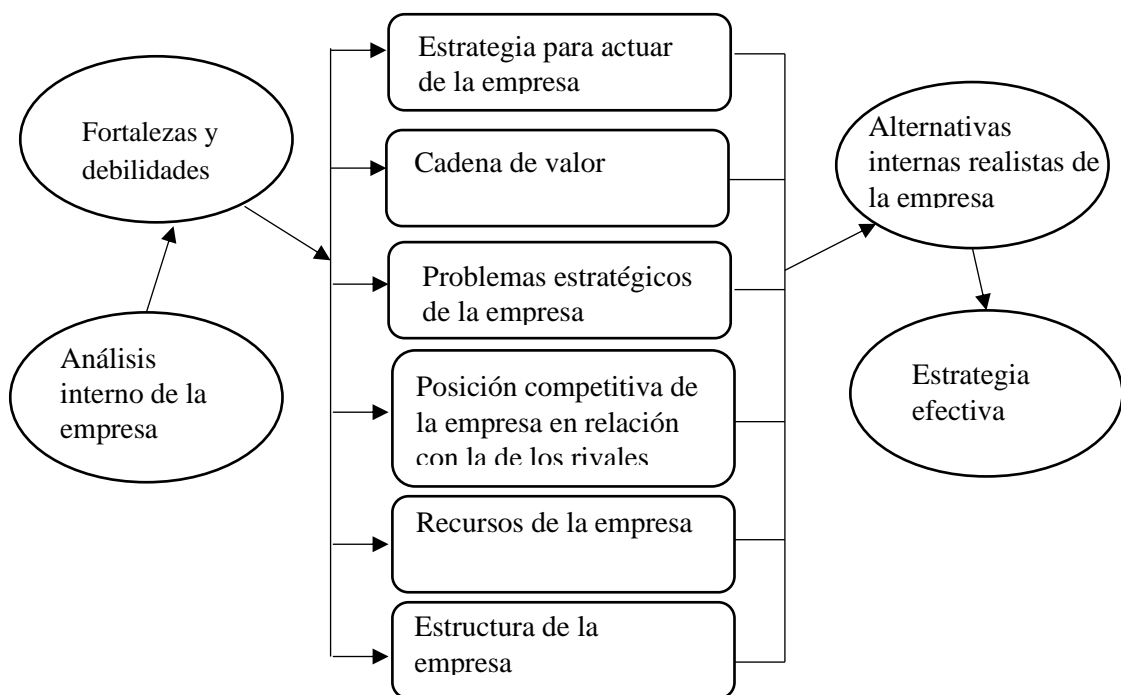 Fortalezas y
debilidades
Análisis
interno de la
empresa
Estrategia para actuar
de la empresa
Cadena de valor
Problemas estratégicos
de la empresa
Posición competitiva de
la empresa en relación
con la de los rivales
Recursos de la empresa
Estructura de la
empresa
Alternativas
internas realistas de
la empresa
Estrategia
efectiva